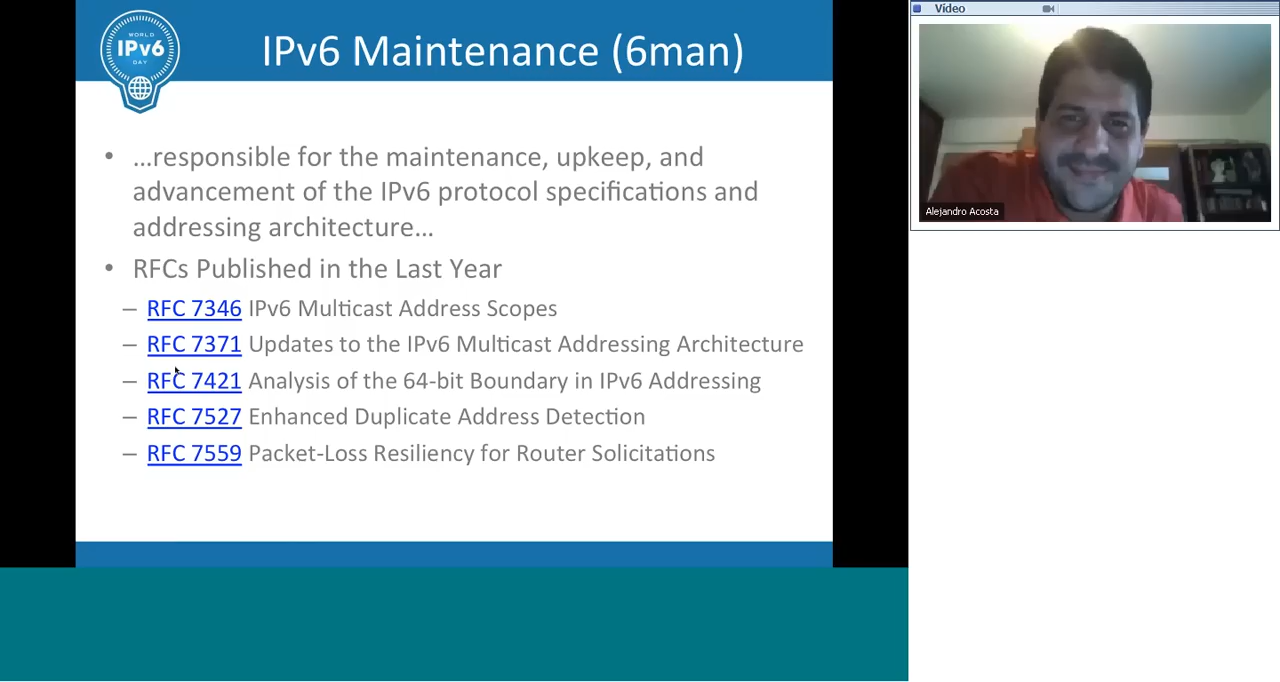 WORLD
IPv6
DAY
IPv6 Maintenance (6man)
• …responsible for the maintenance, upkeep, and
advancement of the IPv6 protocol specifications and
addressing architecture…
• RFCs Published in the Last Year
– RFC 7346 IPv6 Multicast Address Scopes
– RFC 7371 Updates to the IPv6 Multicast Addressing Architecture
– RFC 7421 Analysis of the 64-bit Boundary in IPv6 Addressing
– RFC 7527 Enhanced Duplicate Address Detection
– RFC 7559 Packet-Loss Resiliency for Router Solicitations
Vídeo
Alejandro Acosta